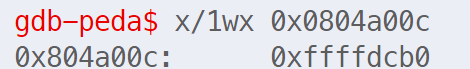 gdb-peda$ x/1wx 0x0804a00c
0x804a00c:      0xffffdcb0